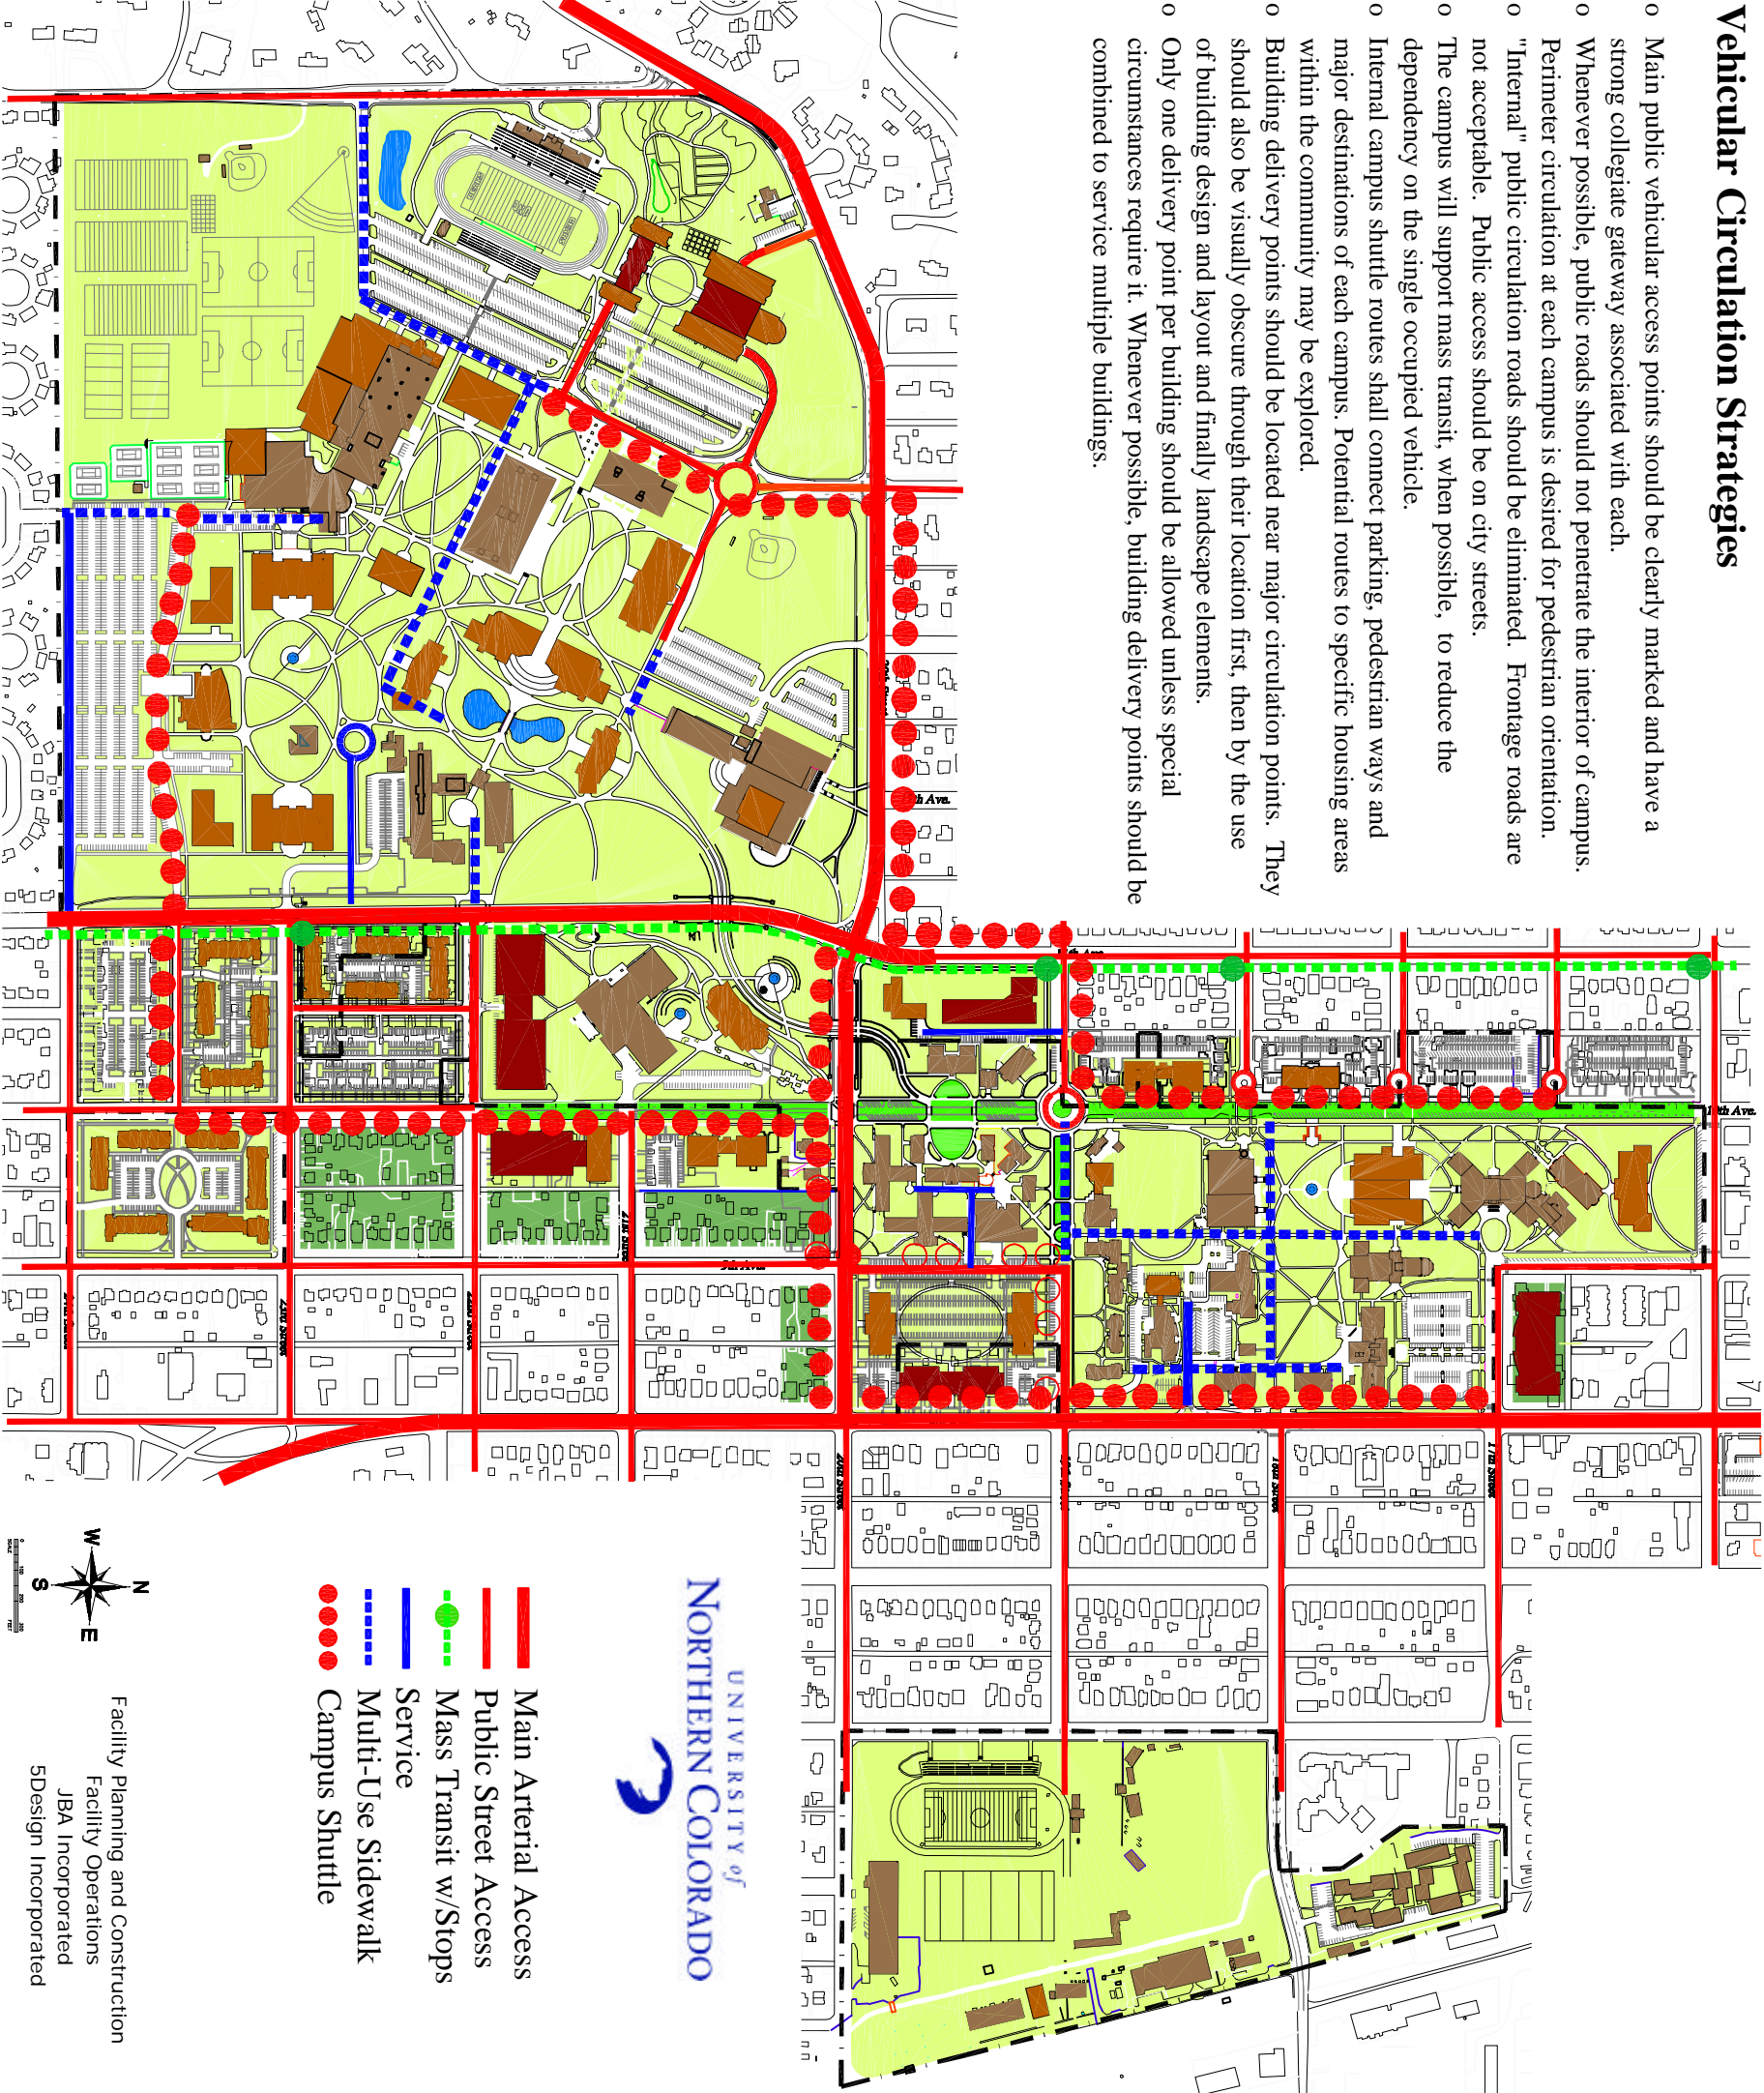 Vehicular Circulation Strategies
o Main public vehicular access points should be clearly marked and have a
strong collegiate gateway associated with each.
o Whenever possible, public roads should not penetrate the interior of campus.
Perimeter circulation at each campus is desired for pedestrian orientation.
o "Internal" public circulation roads should be eliminated. Frontage roads are
not acceptable. Public access should be on city streets.
o The campus will support mass transit, when possible, to reduce the
dependency on the single occupied vehicle.
o Internal campus shuttle routes shall connect parking, pedestrian ways and
major destinations of each campus. Potential routes to specific housing areas
within the community may be explored.
o Building delivery points should be located near major circulation points. They
should also be visually obscure through their location first, then by the use
of building design and layout and finally landscape elements.
o Only one delivery point per building should be allowed unless special
circumstances require it. Whenever possible, building delivery points should be
combined to service multiple buildings.
20th Street
9th Ave.
17th Street
UNIVERSITY of
NORTHERN COLORADO
Main Arterial Access
Public Street Access
Mass Transit w/Stops
Service
Multi-Use Sidewalk
Campus Shuttle
N
W
E
S
SCALE
FEET
Facility Planning and Construction
Facility Operations
JBA Incorporated
5Design Incorporated